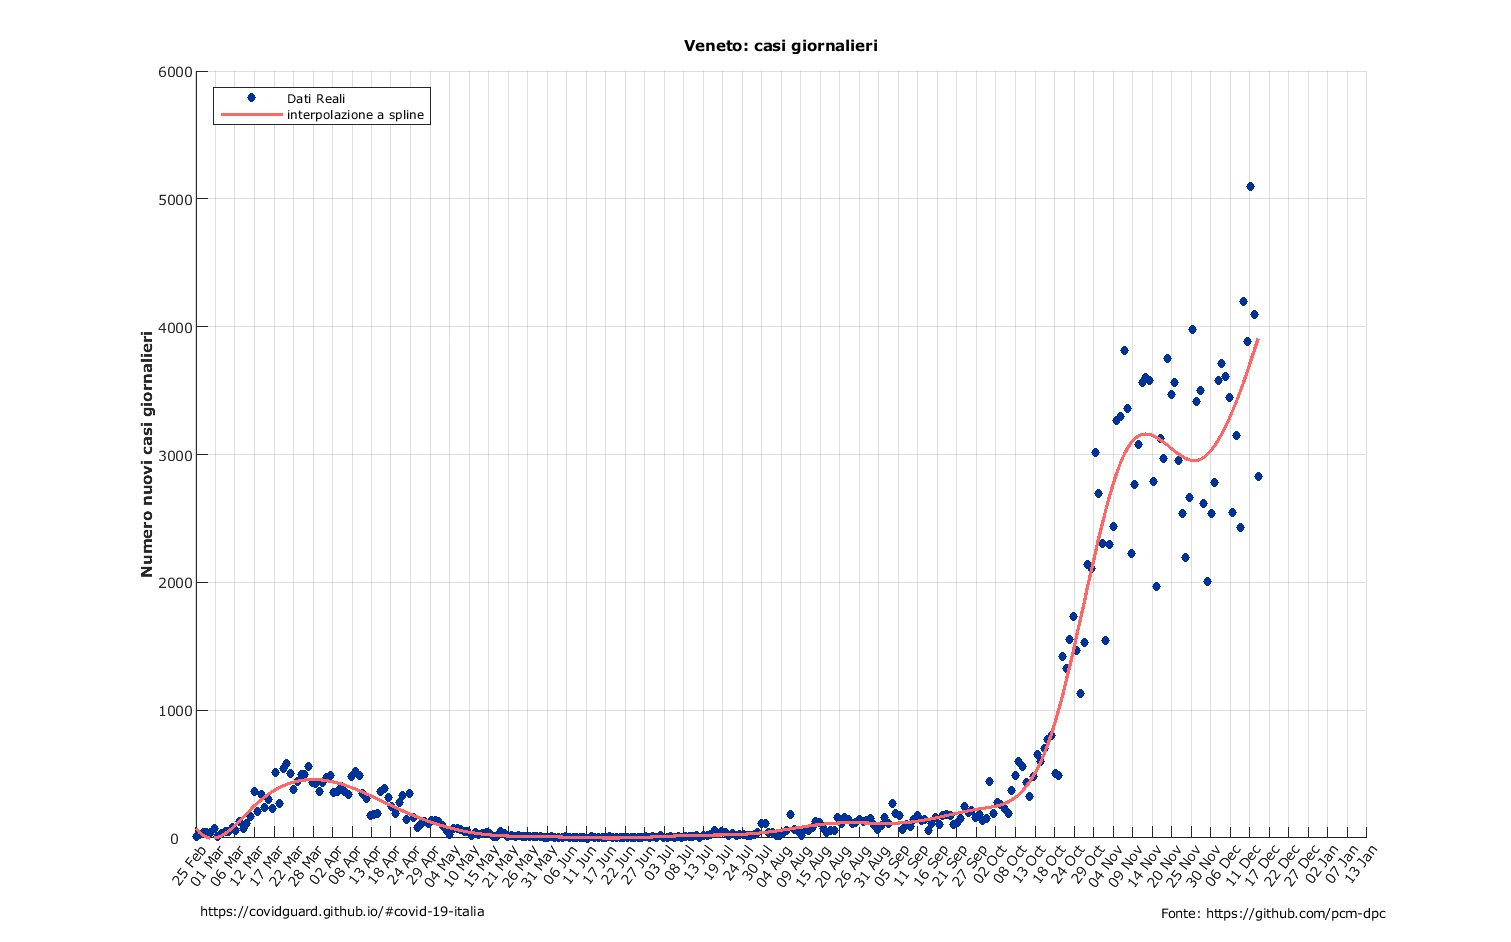 Veneto: casi giornalieri
6000
5000
4000
3000
2000
1000
0
Dati Reali
interpolazione a spline
Numero nuovi casi giornalieri
25 Feb
01 Mar
06 Mar
12 Mar
17 Mar
22 Mar
28 Mar
02 Apr
08 Apr
13 Apr
18 Apr
24 Apr
29 Apr
04 May
10 May
15 May
21 May
26 May
31 May
06 Jun
11 Jun
17 Jun
22 Jun
27 Jun
03 Jul
08 Jul
13 Jul
19 Jul
24 Jul
30 Jul
04 Aug
09 Aug
15 Aug
20 Aug
26 Aug
31 Sep
05 Sep
11 Sep
16 Sep
21 Sep
27 Oct
02 Oct
08 Oct
13 Oct
18 Oct
24 Oct
29 Oct
04 Nov
09 Nov
14 Nov
20 Nov
25 Nov
30 Dec
06 Dec
11 Dec
17 Dec
22 Dec
27 Dec
02 Jan
07 Jan
13 Jan
https://covidguard.github.io/#covid-19-italia
Fonte: https://github.com/pcm-dpc